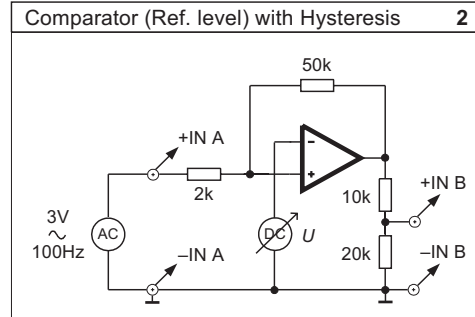 Comparator (Ref. level) with Hysteresis 2
50k
+IN A
2k
10k
+IN B
3V
~
100Hz
AC
DC
U
20k
–IN A
–IN B